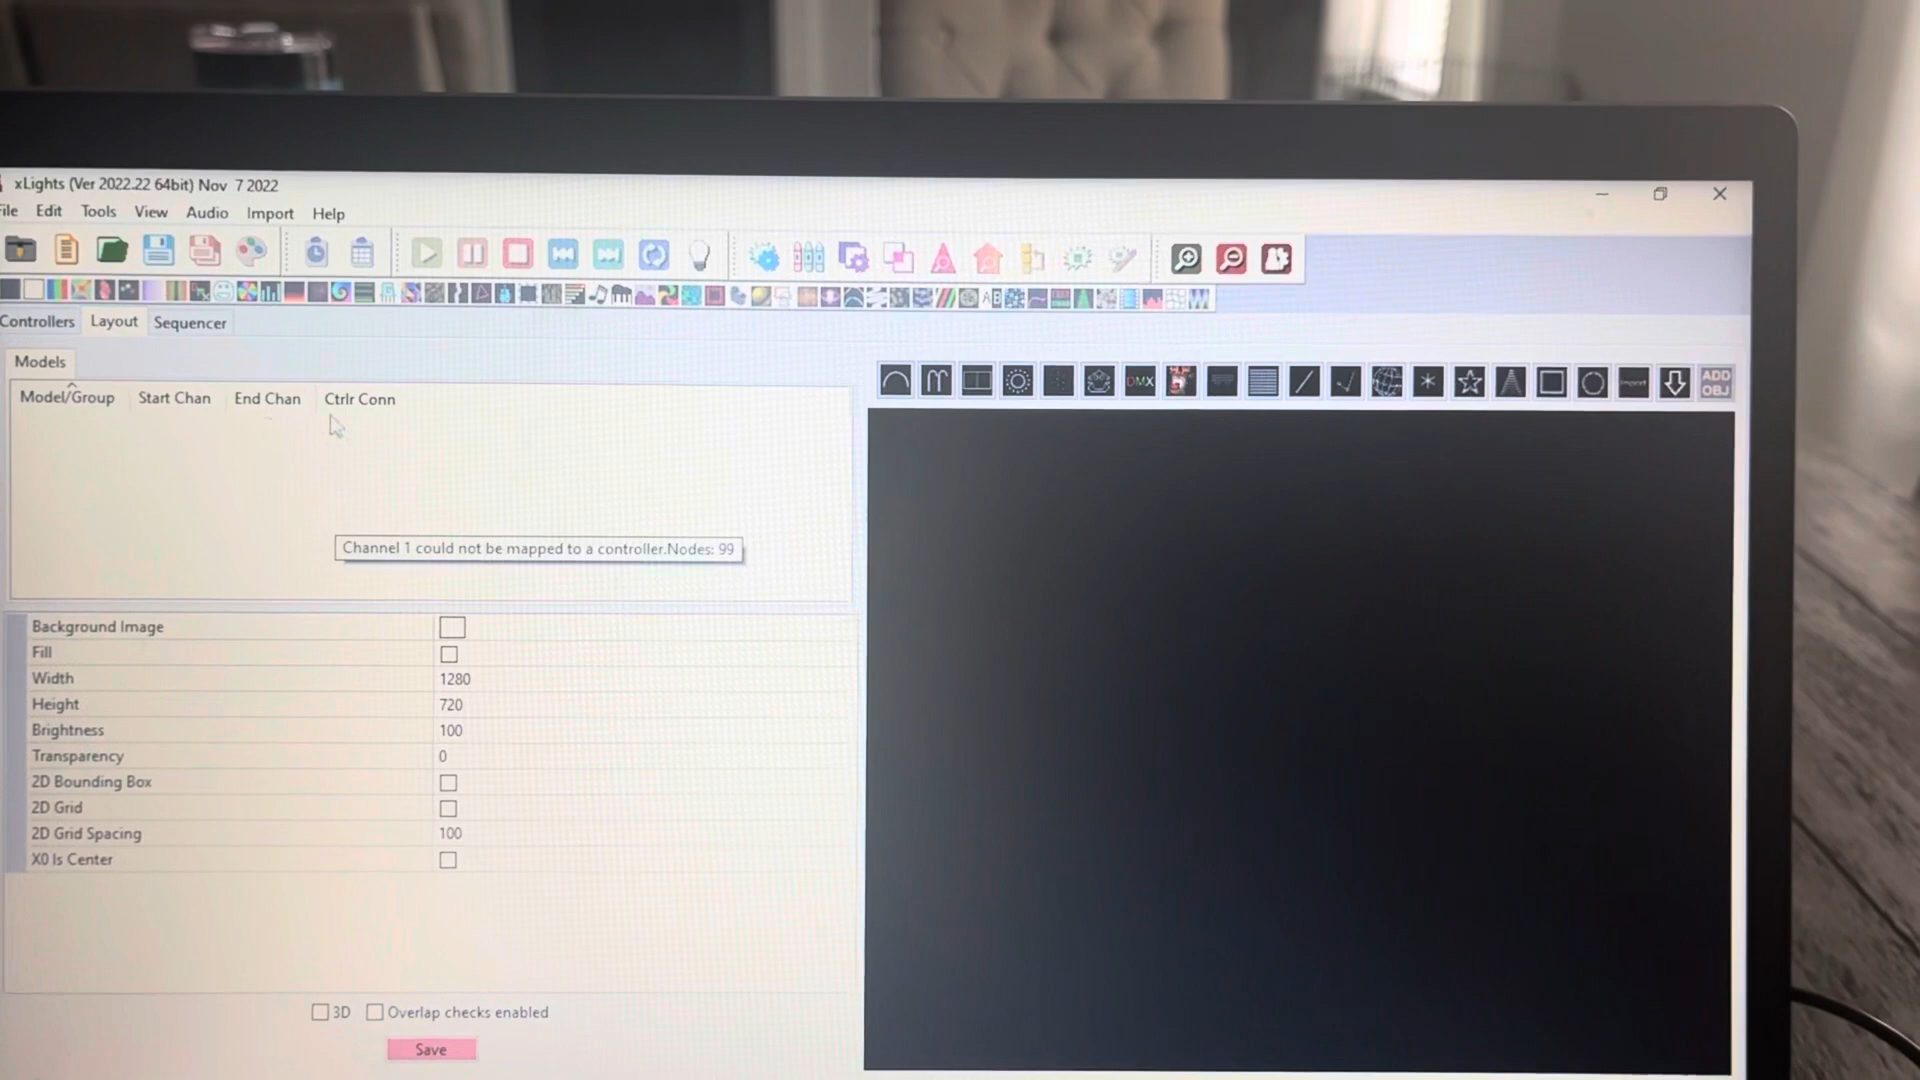 xLights (Ver 2022.22 64bit) Nov 7 2022
File Edit Tools View Audio Import Help
Controllers Layout Sequencer
Models
Model/Group Start Chan End Chan Ctrlr Conn
DMX
ADD OBJ
Channel 1 could not be mapped to a controller.Nodes: 99
Background Image
Fill
Width 1280
Height 720
Brightness 100
Transparency 0
2D Bounding Box
2D Grid
2D Grid Spacing 100
X0 Is Center
3D Overlap checks enabled
Save